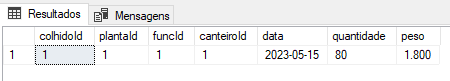 Resultados Mensagens
colhidoId plantaId funcId canteiroId data quantidade peso
1 1 1 1 1 2023-05-15 80 1.800